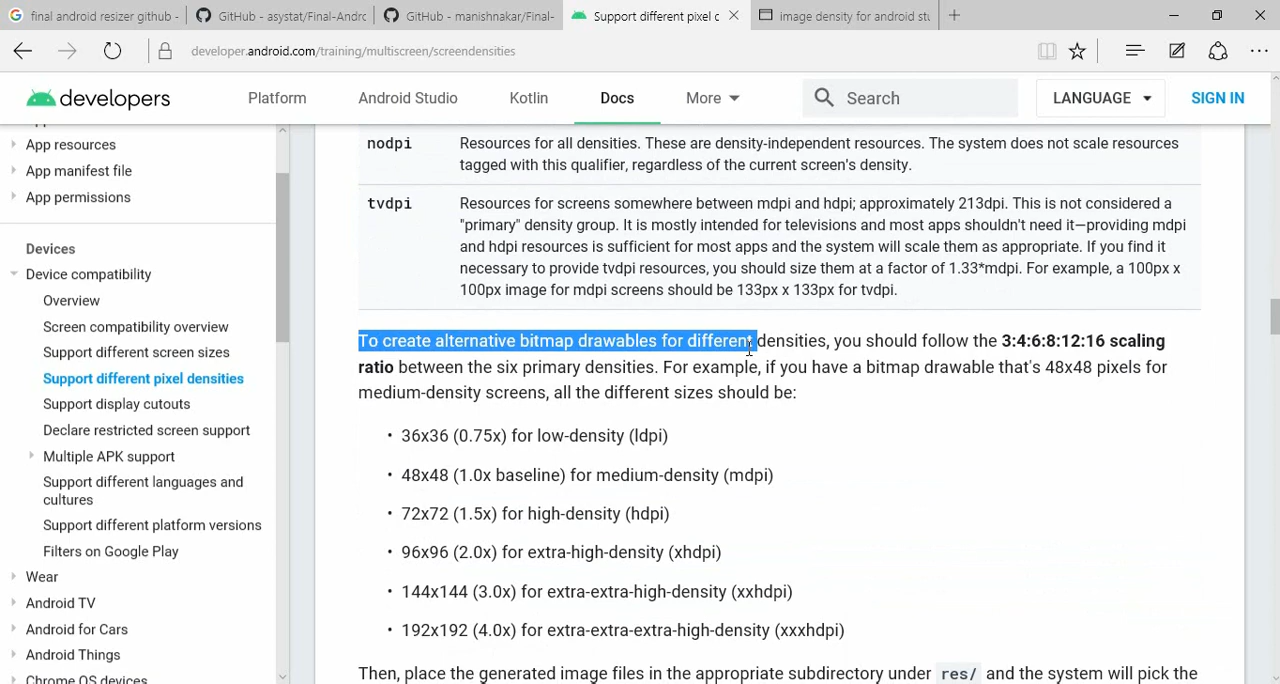 final android resizer github -
GitHub - asystat/Final-Andro
GitHub - manishnakar/Final-
Support different pixel d
image density for android stu
developer.android.com/training/multiscreen/screendensities
developers
Platform
Android Studio
Kotlin
Docs
More
Search
LANGUAGE
SIGN IN
App resources
App manifest file
App permissions
Devices
Device compatibility
Overview
Screen compatibility overview
Support different screen sizes
Support different pixel densities
Support display cutouts
Declare restricted screen support
Multiple APK support
Support different languages and
cultures
Support different platform versions
Filters on Google Play
Wear
Android TV
Android for Cars
Android Things
Chrome OS devices
nodpi
Resources for all densities. These are density-independent resources. The system does not scale resources
tagged with this qualifier, regardless of the current screen's density.
tvdpi
Resources for screens somewhere between mdpi and hdpi; approximately 213dpi. This is not considered a
"primary" density group. It is mostly intended for televisions and most apps shouldn't need it—providing mdpi
and hdpi resources is sufficient for most apps and the system will scale them as appropriate. If you find it
necessary to provide tvdpi resources, you should size them at a factor of 1.33*mdpi. For example, a 100px x
100px image for mdpi screens should be 133px x 133px for tvdpi.
To create alternative bitmap drawables for different densities, you should follow the 3:4:6:8:12:16 scaling
ratio between the six primary densities. For example, if you have a bitmap drawable that's 48x48 pixels for
medium-density screens, all the different sizes should be:
• 36x36 (0.75x) for low-density (ldpi)
• 48x48 (1.0x baseline) for medium-density (mdpi)
• 72x72 (1.5x) for high-density (hdpi)
• 96x96 (2.0x) for extra-high-density (xhdpi)
• 144x144 (3.0x) for extra-extra-high-density (xxhdpi)
• 192x192 (4.0x) for extra-extra-extra-high-density (xxxhdpi)
Then, place the generated image files in the appropriate subdirectory under res/ and the system will pick the